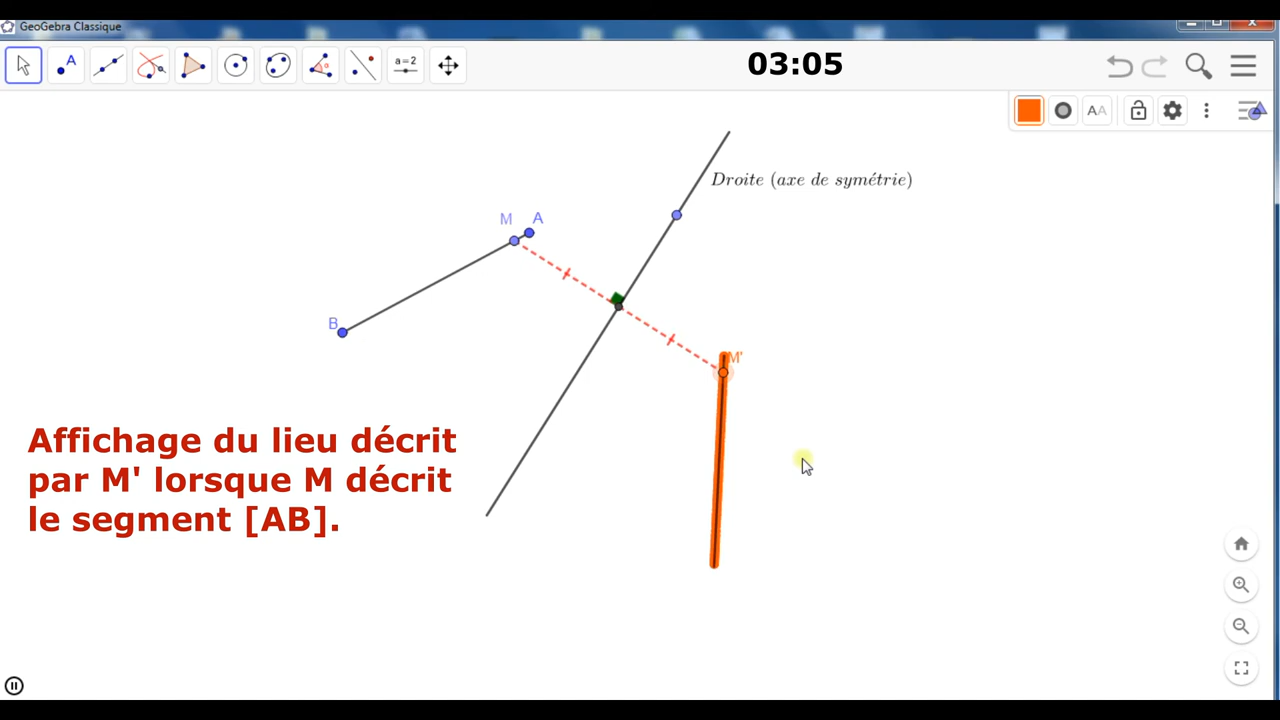 GeoGebra Classique
A
a=2
03:05
AA
Droite (axe de symétrie)
M
A
B
M'
Affichage du lieu décrit
par M' lorsque M décrit
le segment [AB].